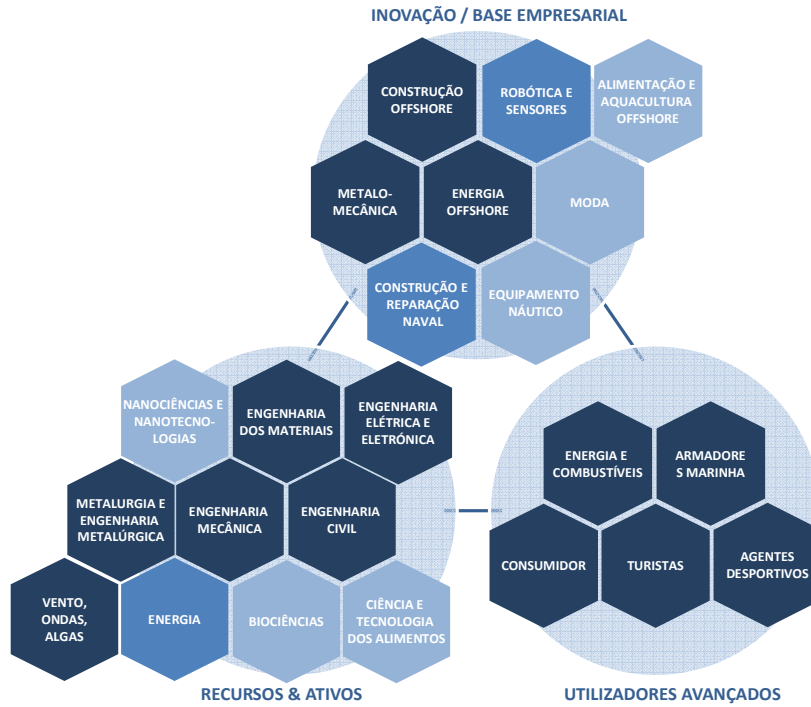 INOVAÇÃO / BASE EMPRESARIAL
CONSTRUÇÃO
OFFSHORE
ROBÓTICA E
SENSORES
ALIMENTAÇÃO E
AQUACULTURA
OFFSHORE
METALO-
MECÂNICA
ENERGIA
OFFSHORE
MODA
CONSTRUÇÃO E
REPARAÇÃO
NAVAL
EQUIPAMENTO
NÁUTICO
NANOCIÊNCIAS E
NANOTECNO-
LOGIAS
ENGENHARIA
DOS MATERIAIS
ENGENHARIA
ELÉTRICA E
ELETRÓNICA
METALURGIA E
ENGENHARIA
METALÚRGICA
ENGENHARIA
MECÂNICA
ENGENHARIA
CIVIL
VENTO,
ONDAS,
ALGAS
ENERGIA
BIOCIÊNCIAS
CIÊNCIA E
TECNOLOGIA
DOS ALIMENTOS
RECURSOS & ATIVOS
ENERGIA E
COMBUSTÍVEIS
ARMADORE
S MARINHA
CONSUMIDOR
TURISTAS
AGENTES
DESPORTIVOS
UTILIZADORES AVANÇADOS